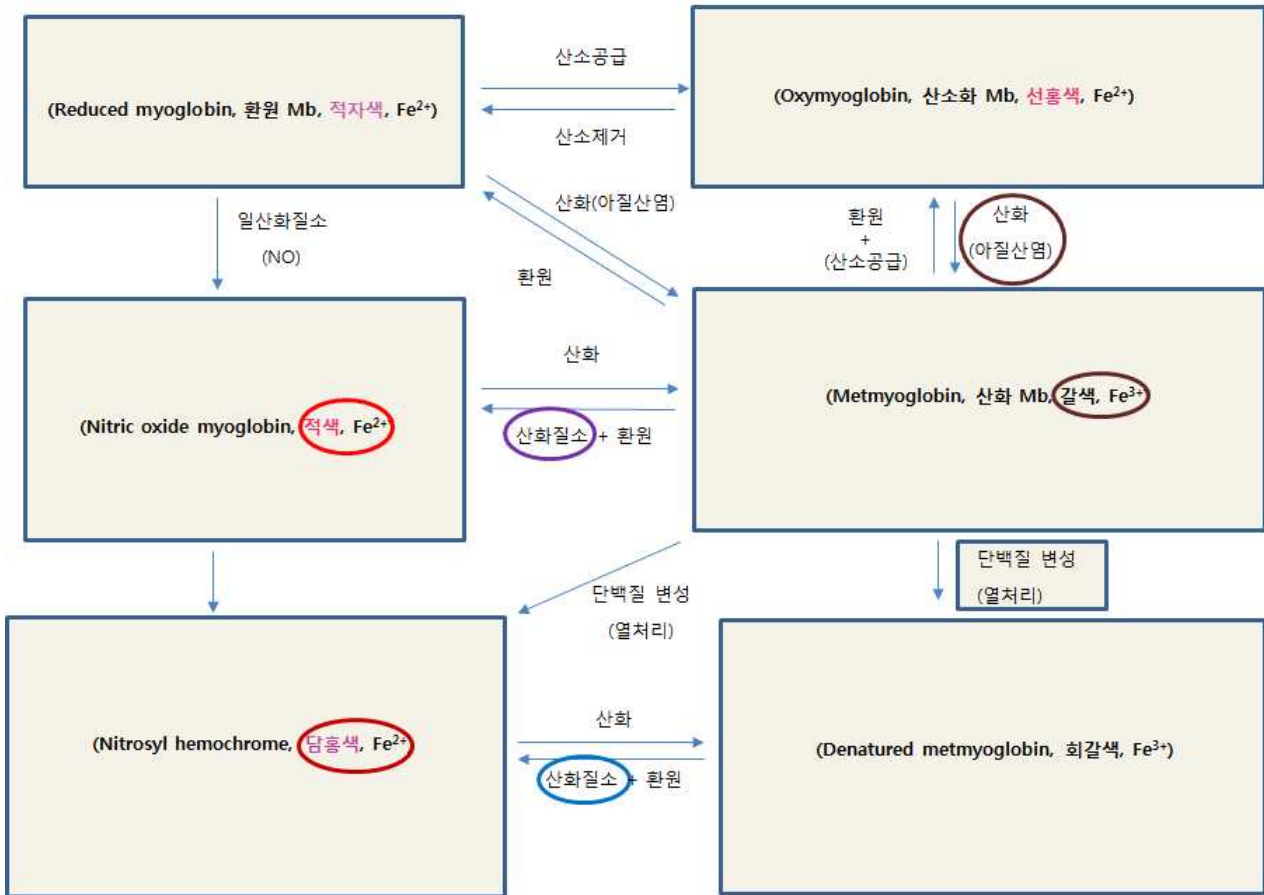 산소공급
(Reduced myoglobin, 환원 Mb, 적자색, Fe²⁺)
(Oxymyoglobin, 산소화 Mb, 선홍색, Fe²⁺)
산소제거
산화(아질산염)
일산화질소
(NO)
환원
환원
+
(산소공급)
산화
(아질산염)
산화
(Nitric oxide myoglobin, 적색, Fe²⁺
(Metmyoglobin, 산화 Mb, 갈색, Fe³⁺)
산화질소 + 환원
단백질 변성
(열처리)
단백질 변성
(열처리)
산화
(Nitrosyl hemochrome, 담홍색, Fe²⁺
(Denatured metmyoglobin, 회갈색, Fe³⁺)
산화질소 + 환원